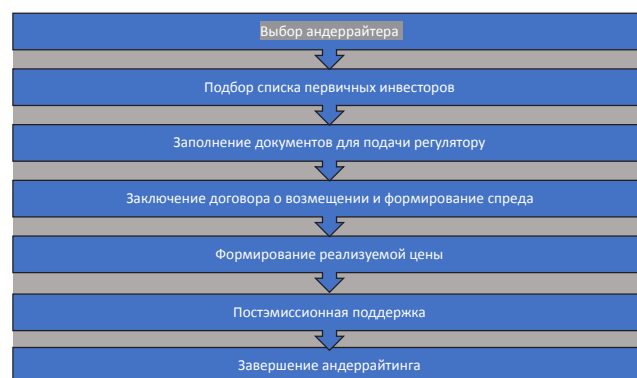 Выбор андеррайтера
Подбор списка первичных инвесторов
Заполнение документов для подачи регулятору
Заключение договора о возмещении и формирование спреда
Формирование реализуемой цены
Постэмиссионная поддержка
Завершение андеррайтинга